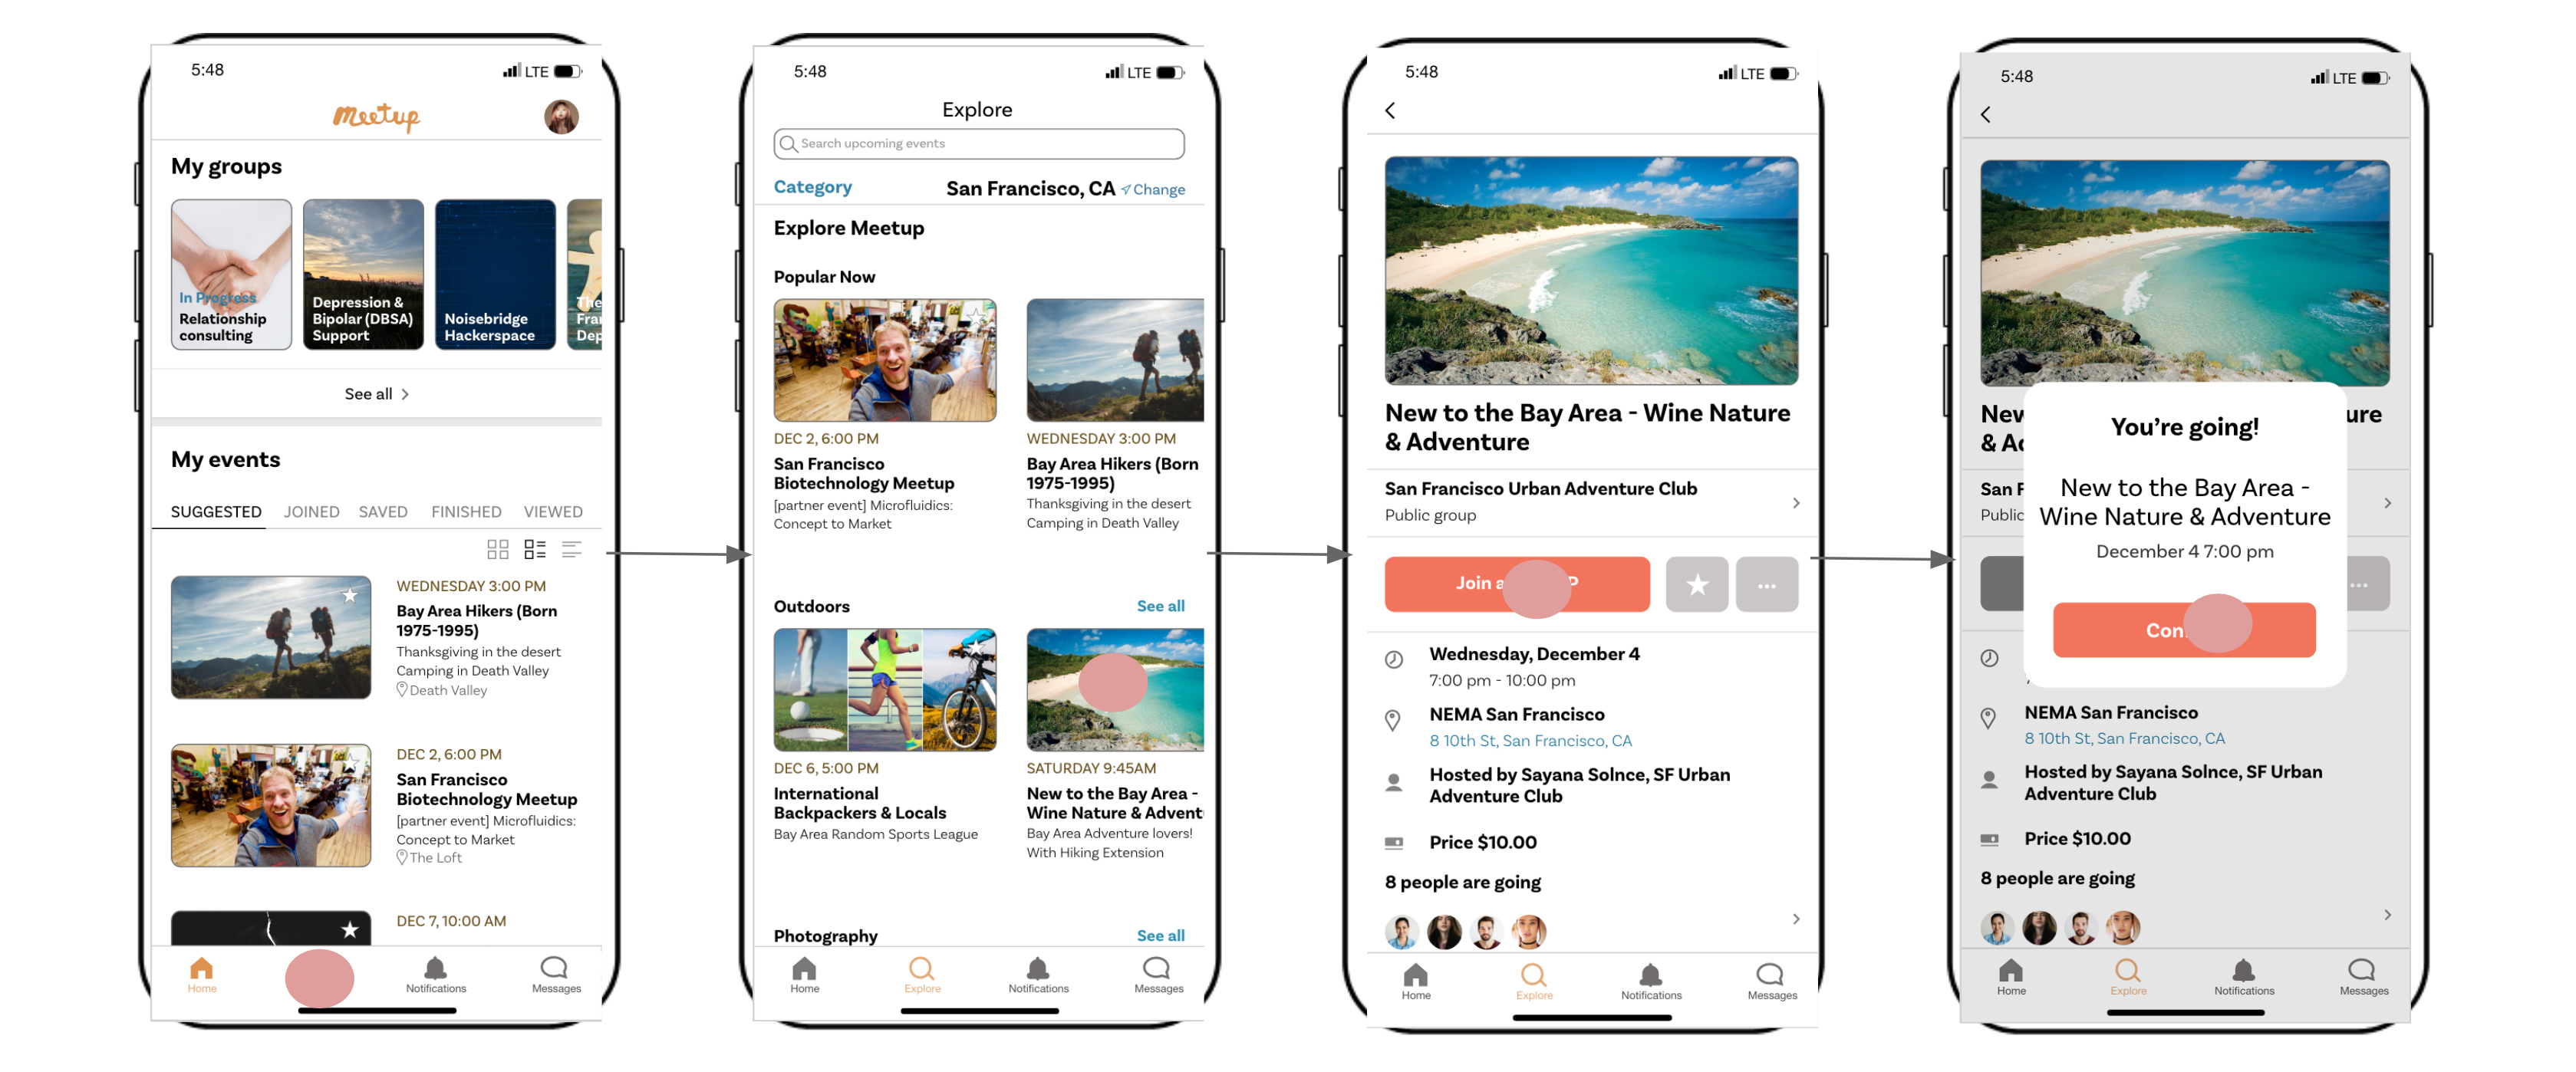 5:48
LTE
meetup
My groups
In Progress
Relationship
consulting
Depression &
Bipolar (DBSA)
Support
Noisebridge
Hackerspace
The
Fran
Dep
See all
My events
SUGGESTED JOINED SAVED FINISHED VIEWED
WEDNESDAY 3:00 PM
Bay Area Hikers (Born
1975-1995)
Thanksgiving in the desert
Camping in Death Valley
Death Valley
DEC 2, 6:00 PM
San Francisco
Biotechnology Meetup
[partner event] Microfluidics:
Concept to Market
The Loft
DEC 7, 10:00 AM
Home
Notifications
Messages
5:48
LTE
Explore
Search upcoming events
Category
San Francisco, CA Change
Explore Meetup
Popular Now
DEC 2, 6:00 PM
San Francisco
Biotechnology Meetup
[partner event] Microfluidics:
Concept to Market
WEDNESDAY 3:00 PM
Bay Area Hikers (Born
1975-1995)
Thanksgiving in the desert
Camping in Death Valley
Outdoors
See all
DEC 6, 5:00 PM
International
Backpackers & Locals
Bay Area Random Sports League
SATURDAY 9:45AM
New to the Bay Area -
Wine Nature & Advent
Bay Area Adventure lovers!
With Hiking Extension
Photography
See all
Home
Explore
Notifications
Messages
5:48
LTE
New to the Bay Area - Wine Nature
& Adventure
San Francisco Urban Adventure Club
Public group
Join a P
...
Wednesday, December 4
7:00 pm - 10:00 pm
NEMA San Francisco
8 10th St, San Francisco, CA
Hosted by Sayana Solnce, SF Urban
Adventure Club
Price $10.00
8 people are going
Home
Explore
Notifications
Messages
5:48
LTE
New ure
& Ad
San F
Public
...
You're going!
New to the Bay Area -
Wine Nature & Adventure
December 4 7:00 pm
Con
NEMA San Francisco
8 10th St, San Francisco, CA
Hosted by Sayana Solnce, SF Urban
Adventure Club
Price $10.00
8 people are going
Home
Explore
Notifications
Messages